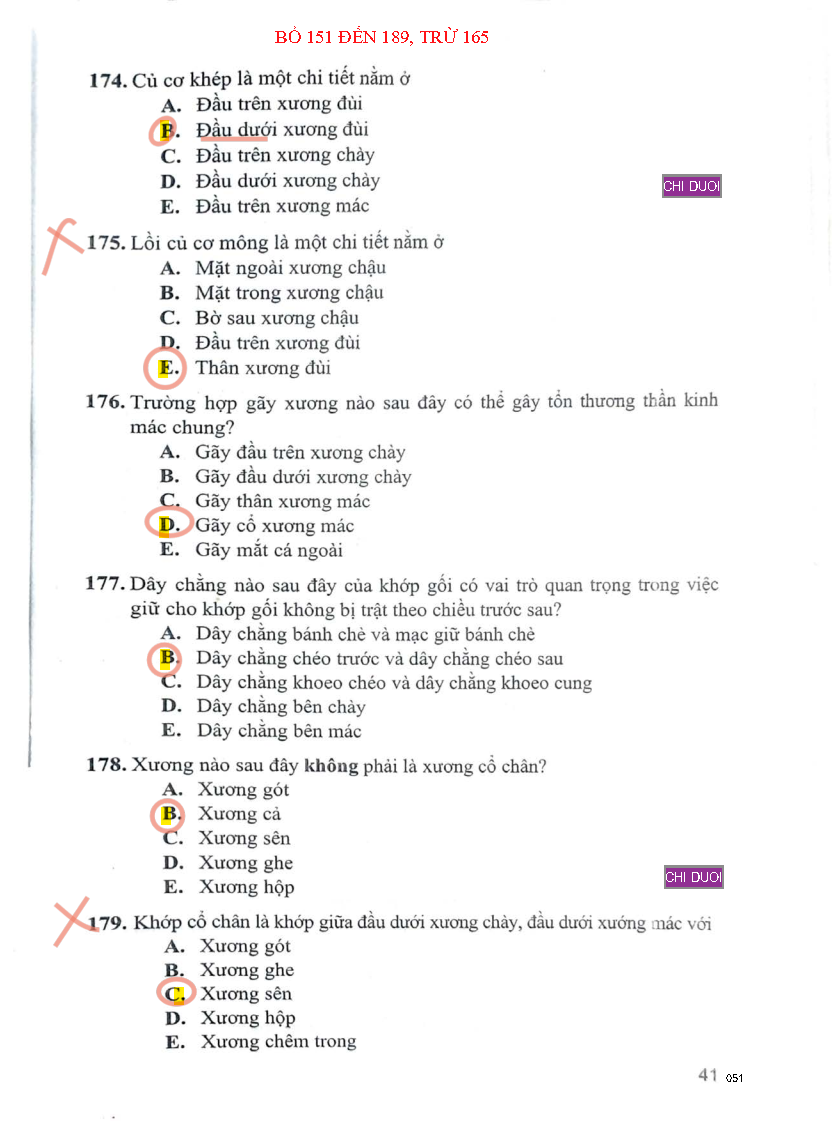 BỎ 151 ĐẾN 189, TRỪ 165
174. Củ cơ khép là một chi tiết nằm ở
A. Đầu trên xương đùi
B. Đầu dưới xương đùi
C. Đầu trên xương chày
D. Đầu dưới xương chày
CHI DUOI
E. Đầu trên xương mác
175. Lồi củ cơ mông là một chi tiết nằm ở
A. Mặt ngoài xương chậu
B. Mặt trong xương chậu
C. Bờ sau xương chậu
D. Đầu trên xương đùi
E. Thân xương đùi
176. Trường hợp gãy xương nào sau đây có thể gây tổn thương thần kinh
mác chung?
A. Gãy đầu trên xương chày
B. Gãy đầu dưới xương chày
C. Gãy thân xương mác
D. Gãy cổ xương mác
E. Gãy mắt cá ngoài
177. Dây chằng nào sau đây của khớp gối có vai trò quan trọng trong việc
giữ cho khớp gối không bị trật theo chiều trước sau?
A. Dây chằng bánh chè và mạc giữ bánh chè
B. Dây chằng chéo trước và dây chằng chéo sau
C. Dây chằng khoeo chéo và dây chằng khoeo cung
D. Dây chằng bên chày
E. Dây chằng bên mác
178. Xương nào sau đây không phải là xương cổ chân?
A. Xương gót
B. Xương cả
C. Xương sên
D. Xương ghe
CHI DUOI
E. Xương hộp
179. Khớp cổ chân là khớp giữa đầu dưới xương chày, đầu dưới xướng mác với
A. Xương gót
B. Xương ghe
C. Xương sên
D. Xương hộp
E. Xương chêm trong
41 051